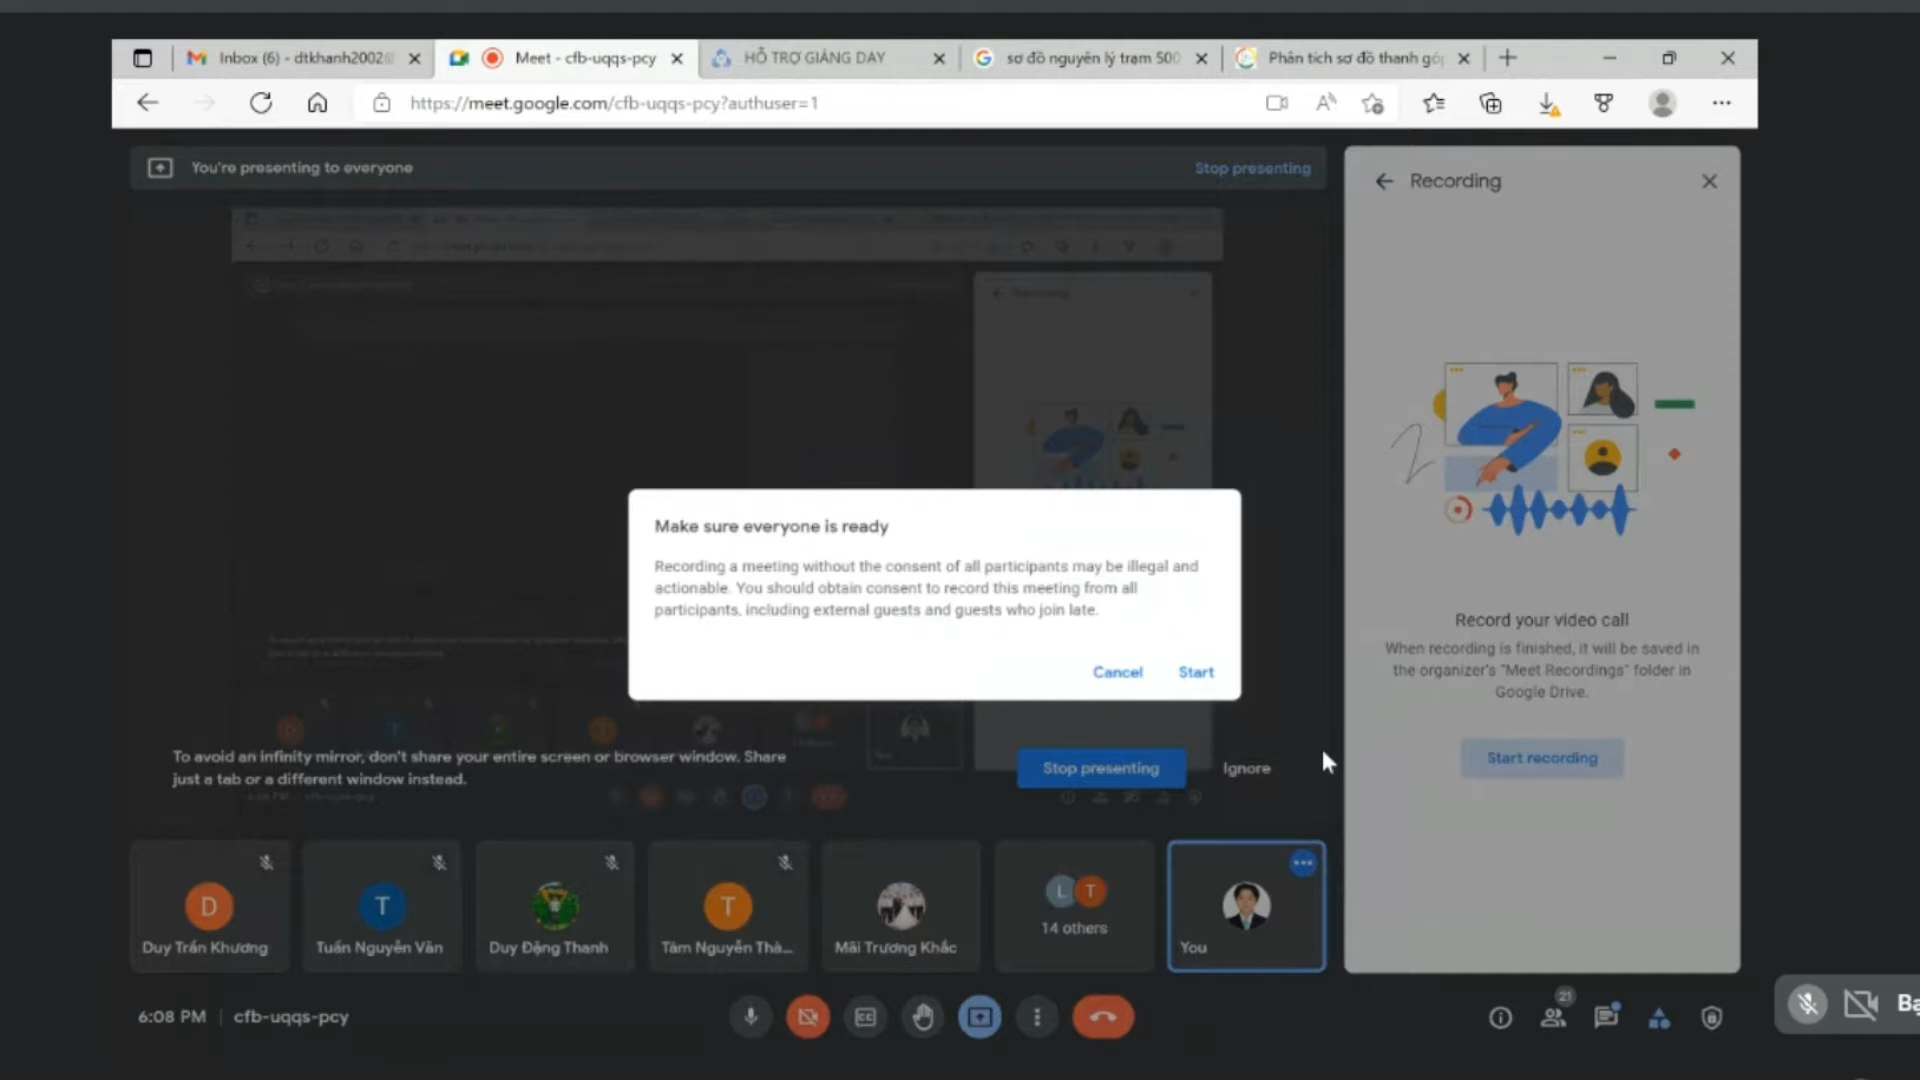 Inbox (6) - dtkhanh2002@
Meet - cfb-uqqs-pcy
HỖ TRỢ GIẢNG DAY
sơ đồ nguyên lý trạm 500
Phân tích sơ đồ thanh góp
https://meet.google.com/cfb-uqqs-pcy?authuser=1
You're presenting to everyone
Stop presenting
Recording
Make sure everyone is ready
Recording a meeting without the consent of all participants may be illegal and
actionable. You should obtain consent to record this meeting from all
participants, including external guests and guests who join late.
Cancel
Start
Record your video call
When recording is finished, it will be saved in
the organizer's "Meet Recordings" folder in
Google Drive.
Start recording
To avoid an infinity mirror, don't share your entire screen or browser window. Share
just a tab or a different window instead.
Stop presenting
Ignore
D
Duy Trần Khương
T
Tuấn Nguyễn Văn
Duy Đặng Thanh
T
Tâm Nguyễn Thà...
Mãi Trương Khắc
L T
14 others
You
6:08 PM | cfb-uqqs-pcy
CC
21